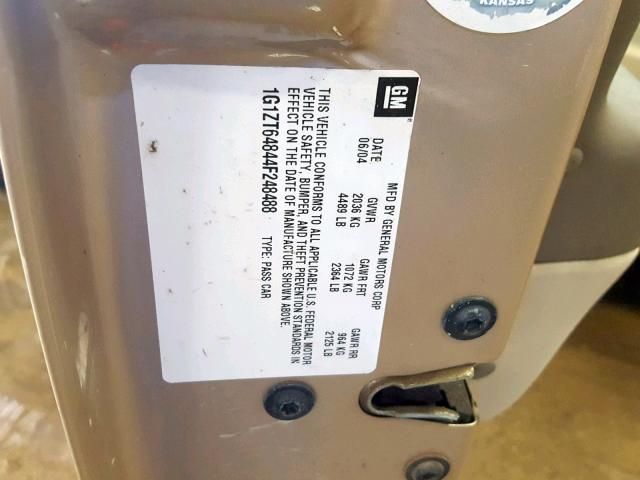 KANSAS
GM
MFD BY GENERAL MOTORS CORP
DATE GVWR GAWR FRT GAWR RR
06/04 2036 KG 1072 KG 964 KG
4489 LB 2364 LB 2125 LB
THIS VEHICLE CONFORMS TO ALL APPLICABLE U.S. FEDERAL MOTOR
VEHICLE SAFETY, BUMPER, AND THEFT PREVENTION STANDARDS IN
EFFECT ON THE DATE OF MANUFACTURE SHOWN ABOVE.
1G1ZT64844F248488 TYPE: PASS CAR